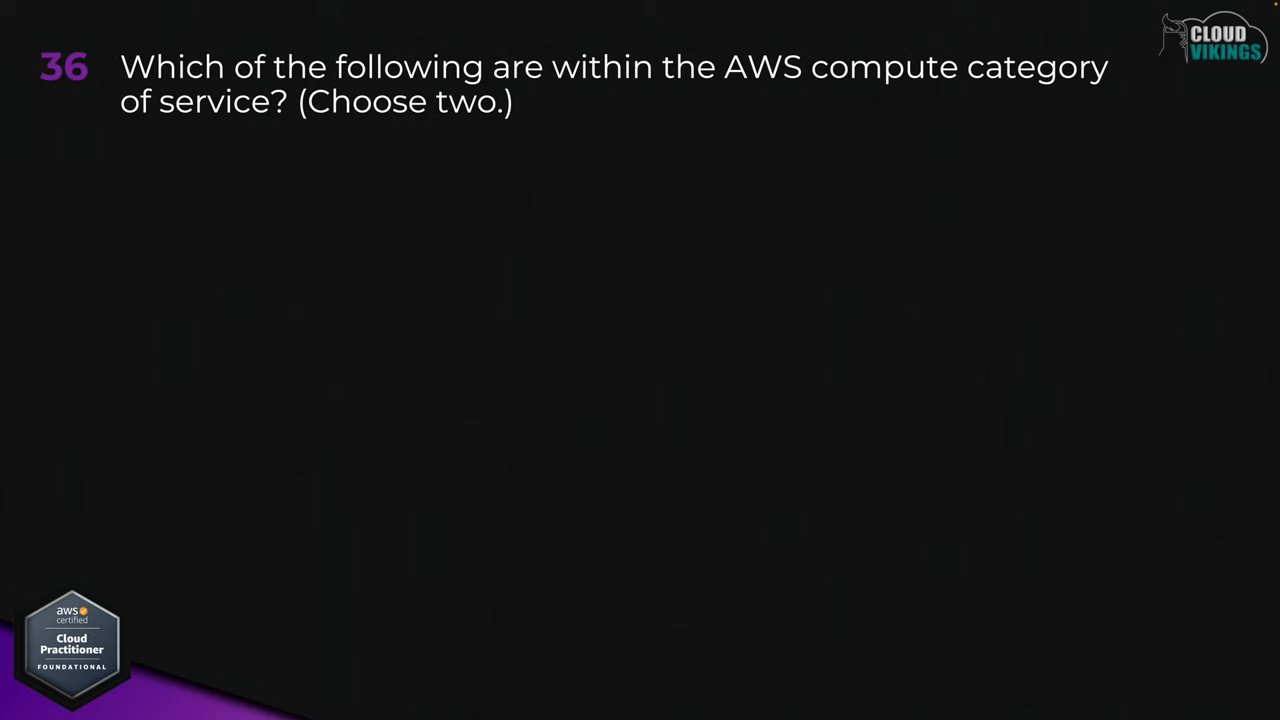 CLOUD
VIKINGS
36 Which of the following are within the AWS compute category
of service? (Choose two.)
aws
certified
Cloud
Practitioner
FOUNDATIONAL